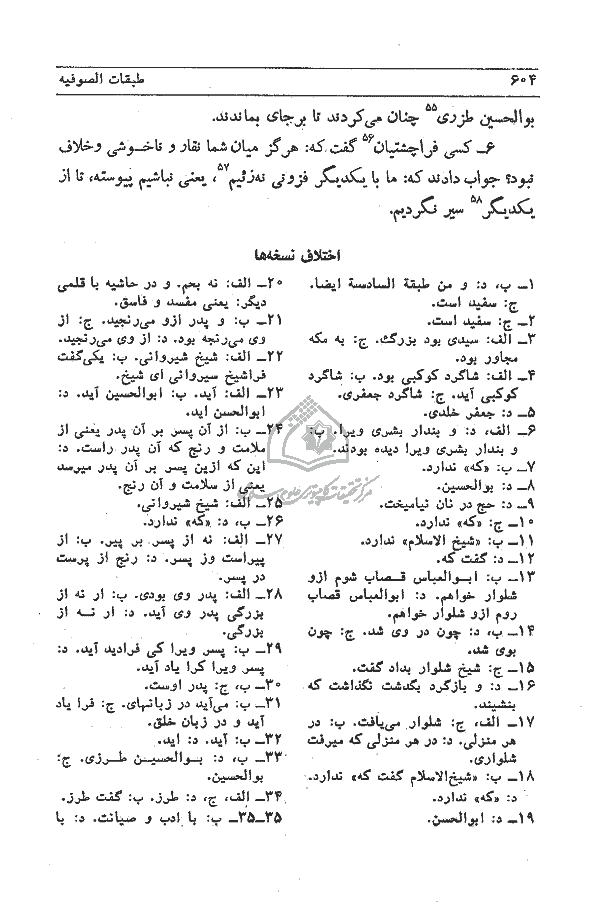 ۶۰۴
طبقات الصوفیه
بوالحسین طزری۵۵ چنان می‌کردند تا برجای بماندند.
۶ـ کسی فراچشتیان۵۶ گفت که: هرگز میان شما نقار و ناخوشی وخلاف
نبود؟ جواب دادند که: ما با یکدیگر فزونی نه‌زئیم۵۷، یعنی نباشیم پیوسته، تا از
یکدیگر۵۸ سیر نگردیم.
اختلاف نسخه‌ها
۱ـ ب، د: و من طبقة السادسة ایضا.
ج: سفید است.
۲ـ ج: سفید است.
۳ـ الف: سیدی بود بزرگ. ج: به مکه
مجاور بود.
۴ـ الف: شاگرد کوکبی بود. ب: شاگرد
کوکبی آید. ج: شاگرد جعفری.
۵ـ د: جعفر خلدی.
۶ـ الف، د: و بندار بشری ویرا. ب:
و بندار بشری ویرا دیده بودند.
۷ـ ب: «که» ندارد.
۸ـ د: بوالحسین.
۹ـ د: حج در نان نیامیخت.
۱۰ـ ج: «که» ندارد.
۱۱ـ ب: «شیخ الاسلام» ندارد.
۱۲ـ د: گفت که.
۱۳ـ ب: ابوالعباس قصاب شوم ازو
شلوار خواهم. د: ابوالعباس قصاب
روم ازو شلوار خواهم.
۱۴ـ ب، د: چون در وی شد. ج: چون
بوی شد.
۱۵ـ ج: شیخ شلوار بداد گفت.
۱۶ـ د: و بازگرد بگذشت نگذاشت که
بنشیند.
۱۷ـ الف، ج: شلوار می‌یافت. ب: در
هر منزلی. د: در هر منزلی که میرفت
شلواری.
۱۸ـ ب: «شیخ‌الاسلام گفت که» ندارد.
د: «که» ندارد.
۱۹ـ د: ابوالحسن.
۲۰ـ الف: نه بحم. و در حاشیه با قلمی
دیگر: یعنی مفسد و فاسق.
۲۱ـ ب: و پدر ازو می‌رنجید. ج: از
وی می‌رنجه بود. د: از وی می‌رنجید.
۲۲ـ الف: شیخ شیروانی. ب: یکی‌گفت
فراشیخ سیروانی ای شیخ.
۲۳ـ الف: آید. ب: ابوالحسین آید. د:
ابوالحسن اید.
۲۴ـ ب: از آن پسر بر آن پدر یعنی از
ملامت و رنج که آن پدر راست. د:
این که ازین پسر بر آن پدر میرسد
یعنی از سلامت و آن رنج.
۲۵ـ الف: شیخ شیروانی.
۲۶ـ ب، د: «که» ندارد.
۲۷ـ الف: نه از پسر بر پیر. ب: از
پیراست وز پسر. د: رنج از پرست
در پسر.
۲۸ـ الف: پدر وی بودی. ب: ار نه از
بزرگی پدر وی آید. د: ار نه از
بزرگی.
۲۹ـ ب: پسر ویرا کی فرادید آید. د:
پسر ویرا کرا یاد آید.
۳۰ـ ب، ج: پدر اوست.
۳۱ـ ب: می‌آید در زبانهای. ج: فرا یاد
آید و در زبان خلق.
۳۲ـ ب: آید. د: اید.
۳۳ـ ب، د: بوالحسین طرزی. ج:
بوالحسین.
۳۴ـ الف، ج، د: طرز. ب: گفت طرز.
۳۵ـ۳۵ـ ب: با ادب و صیانت. د: با